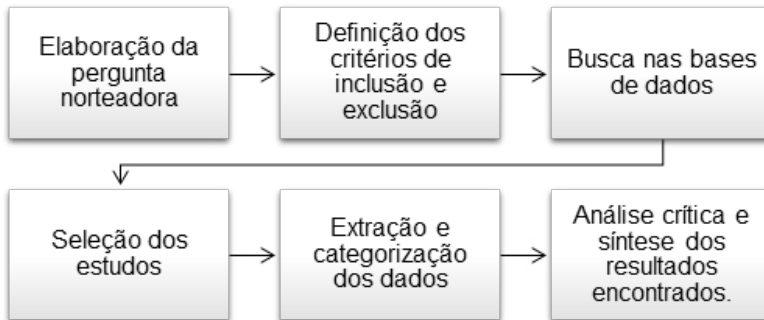 Elaboração da
pergunta
norteadora
Definição dos
critérios de
inclusão e
exclusão
Busca nas bases
de dados
Seleção dos
estudos
Extração e
categorização
dos dados
Análise crítica e
síntese dos
resultados
encontrados.